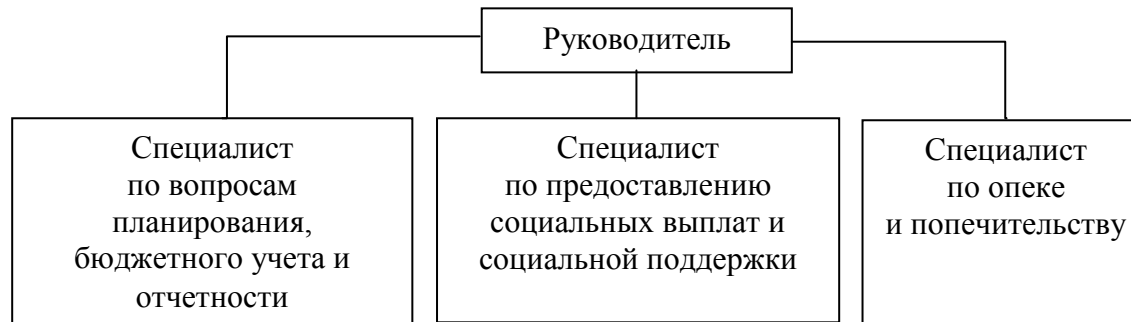 Руководитель
Специалист
по вопросам
планирования,
бюджетного учета и
отчетности
Специалист
по предоставлению
социальных выплат и
социальной поддержки
Специалист
по опеке
и попечительству